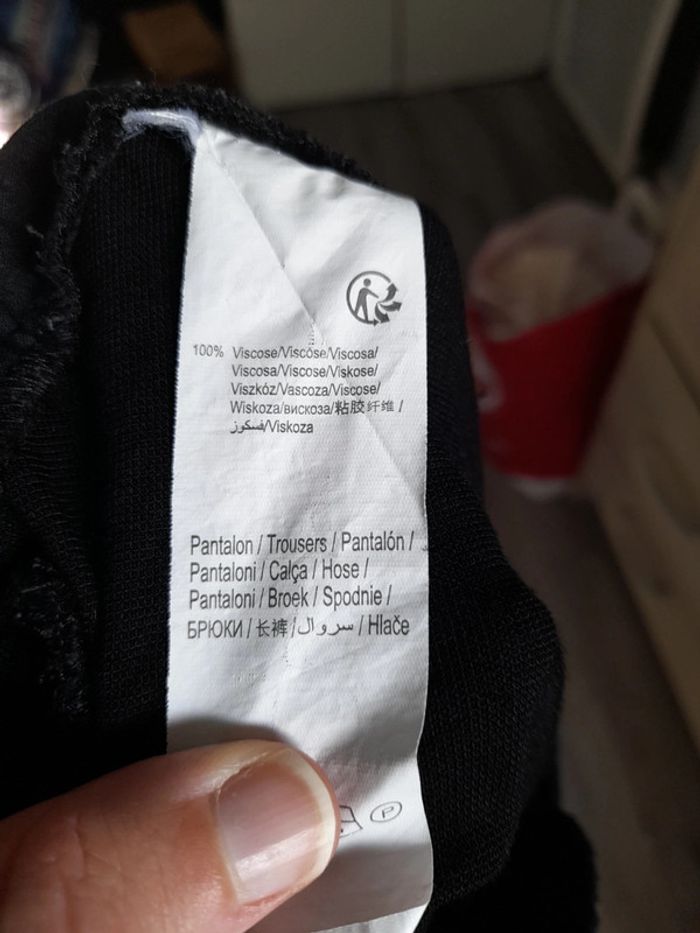 100% Viscose/Viscose/Viscosa/
Viscosa/Viscose/Viskose/
Viszkóz/Vascoza/Viscose/
Wiskoza/вискоза/粘胶纤维 /
فسكوز/Viskoza
Pantalon / Trousers / Pantalón /
Pantaloni / Calça / Hose /
Pantaloni / Broek / Spodnie /
БРЮКИ / 长裤 / سروال / Hlače
P